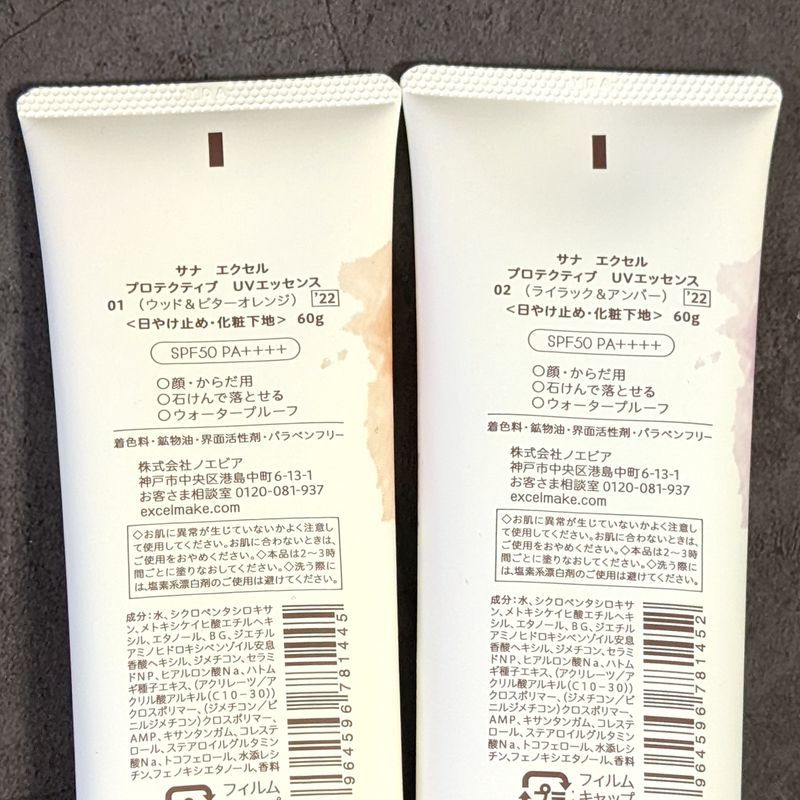 サナ エクセル
プロテクティブ UVエッセンス
01 (ウッド&ビターオレンジ) '22
<日やけ止め・化粧下地> 60g
SPF50 PA++++
○顔・からだ用
○石けんで落とせる
○ウォータープルーフ
着色料・鉱物油・界面活性剤・パラベンフリー
株式会社ノエビア
神戸市中央区港島中町6-13-1
お客さま相談室 0120-081-937
excelmake.com
◇お肌に異常が生じていないかよく注意し
て使用してください。お肌に合わないときは、
ご使用をおやめください。◇本品は2～3時
間ごとに塗りなおしてください。◇洗う際に
は、塩素系漂白剤のご使用は避けてください。
成分:水、シクロペンタシロキサ
ン、メトキシケイヒ酸エチルヘキ
シル、エタノール、BG、ジエチル
アミノヒドロキシベンゾイル安息
香酸ヘキシル、ジメチコン、セラミ
ドNP、ヒアルロン酸Na、ハトム
ギ種子エキス、(アクリレーツ/ア
クリル酸アルキル(C10-30))
クロスポリマー、(ジメチコン/ビ
ニルジメチコン)クロスポリマー、
AMP、キサンタンガム、コレステ
ロール、ステアロイルグルタミン
酸Na、トコフェロール、水添レシ
チン、フェノキシエタノール、香料
4964596781445
フィルム
サナ エクセル
プロテクティブ UVエッセンス
02 (ライラック&アンバー) '22
<日やけ止め・化粧下地> 60g
SPF50 PA++++
○顔・からだ用
○石けんで落とせる
○ウォータープルーフ
着色料・鉱物油・界面活性剤・パラベンフリー
株式会社ノエビア
神戸市中央区港島中町6-13-1
お客さま相談室 0120-081-937
excelmake.com
◇お肌に異常が生じていないかよく注意し
て使用してください。お肌に合わないときは、
ご使用をおやめください。◇本品は2～3時
間ごとに塗りなおしてください。◇洗う際に
は、塩素系漂白剤のご使用は避けてください。
成分:水、シクロペンタシロキサ
ン、メトキシケイヒ酸エチルヘキ
シル、エタノール、BG、ジエチル
アミノヒドロキシベンゾイル安息
香酸ヘキシル、ジメチコン、セラミ
ドNP、ヒアルロン酸Na、ハトム
ギ種子エキス、(アクリレーツ/ア
クリル酸アルキル(C10-30))
クロスポリマー、(ジメチコン/ビ
ニルジメチコン)クロスポリマー、
AMP、キサンタンガム、コレステ
ロール、ステアロイルグルタミン
酸Na、トコフェロール、水添レシ
チン、フェノキシエタノール、香料
4964596781452
プラ
フィルム
キャップ